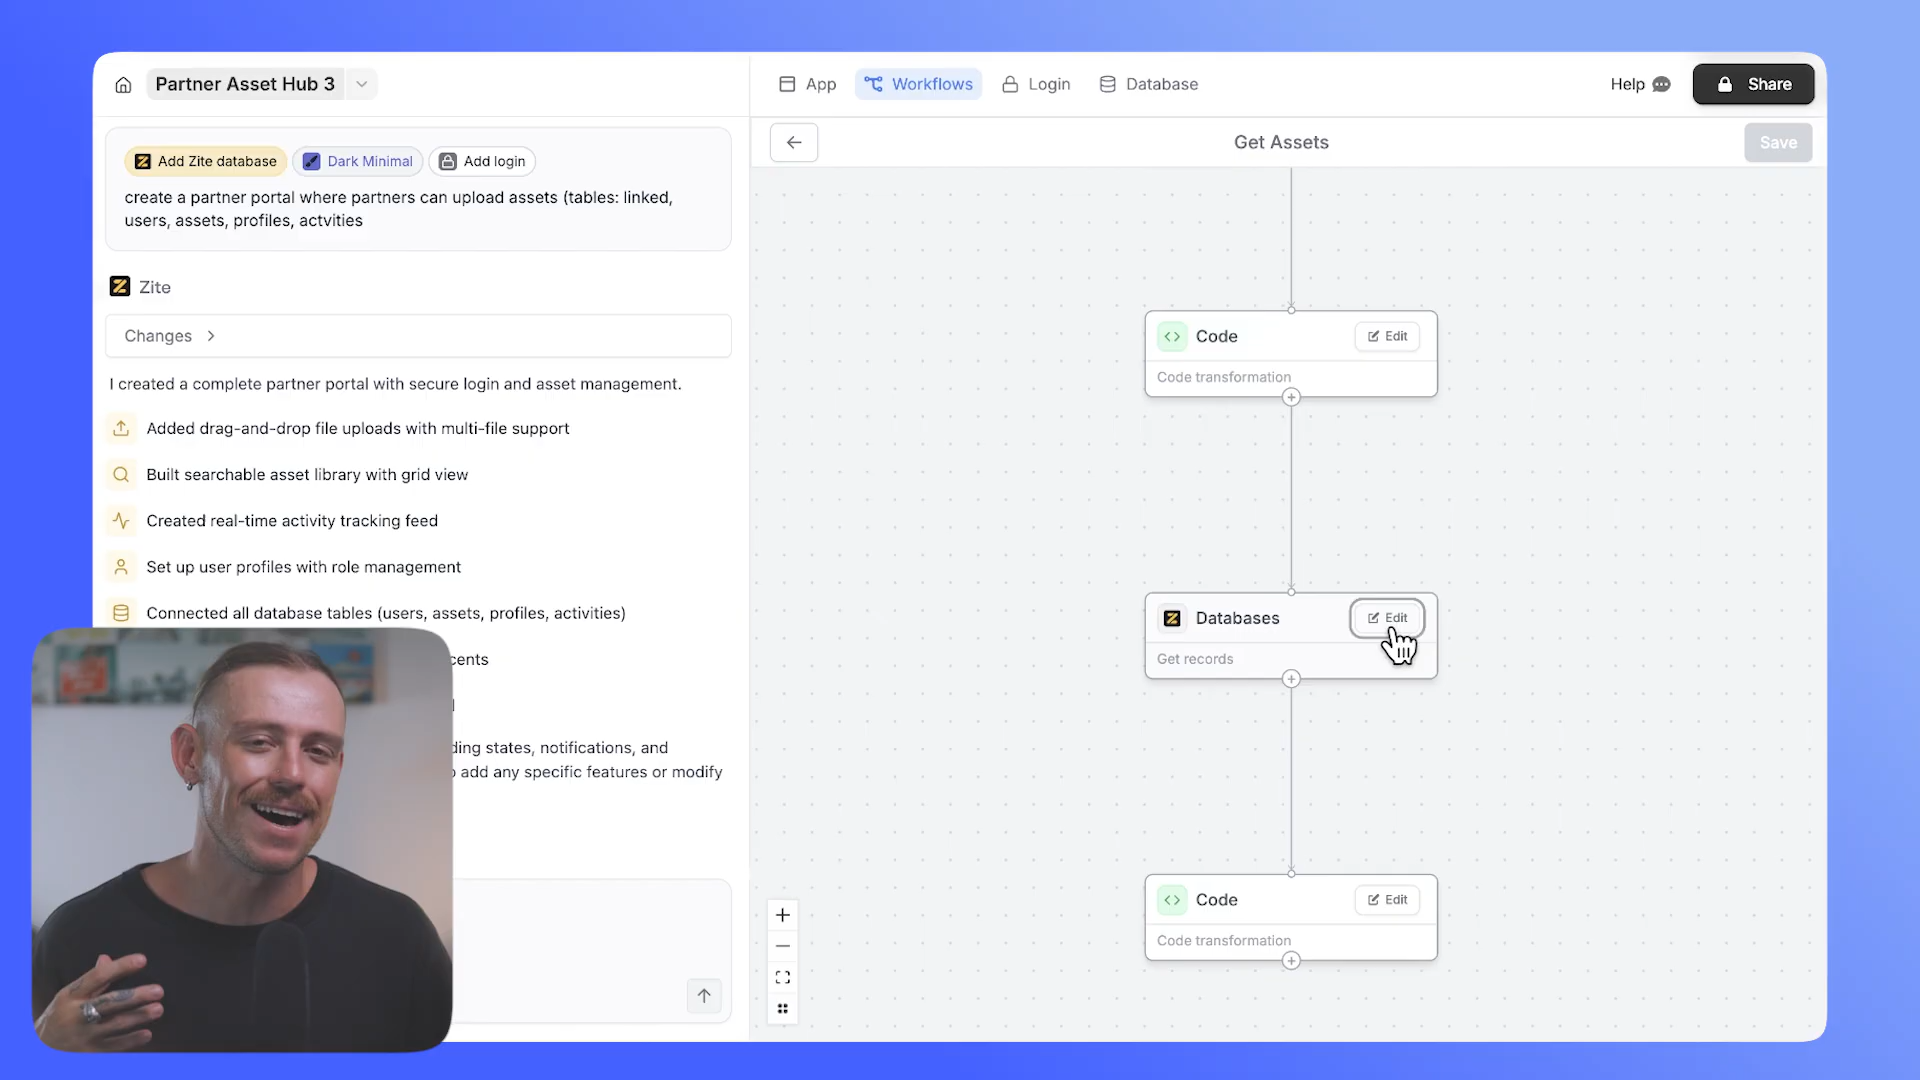 Partner Asset Hub 3
App
Workflows
Login
Database
Help
Share
Get Assets
Save
Add Zite database
Dark Minimal
Add login
create a partner portal where partners can upload assets (tables: linked,
users, assets, profiles, actvities
Zite
Changes
I created a complete partner portal with secure login and asset management.
Added drag-and-drop file uploads with multi-file support
Built searchable asset library with grid view
Created real-time activity tracking feed
Set up user profiles with role management
Connected all database tables (users, assets, profiles, activities)
states, notifications, and
add any specific features or modify
Code
Edit
Code transformation
Databases
Edit
Get records
Code
Edit
Code transformation